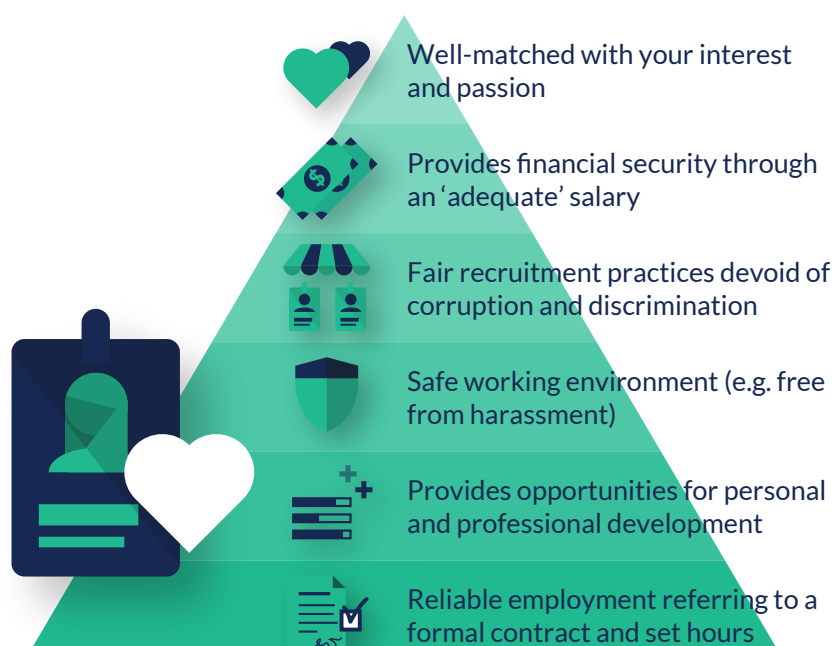 Well-matched with your interest
and passion
Provides financial security through
an ‘adequate’ salary
Fair recruitment practices devoid of
corruption and discrimination
Safe working environment (e.g. free
from harassment)
Provides opportunities for personal
and professional development
Reliable employment referring to a
formal contract and set hours